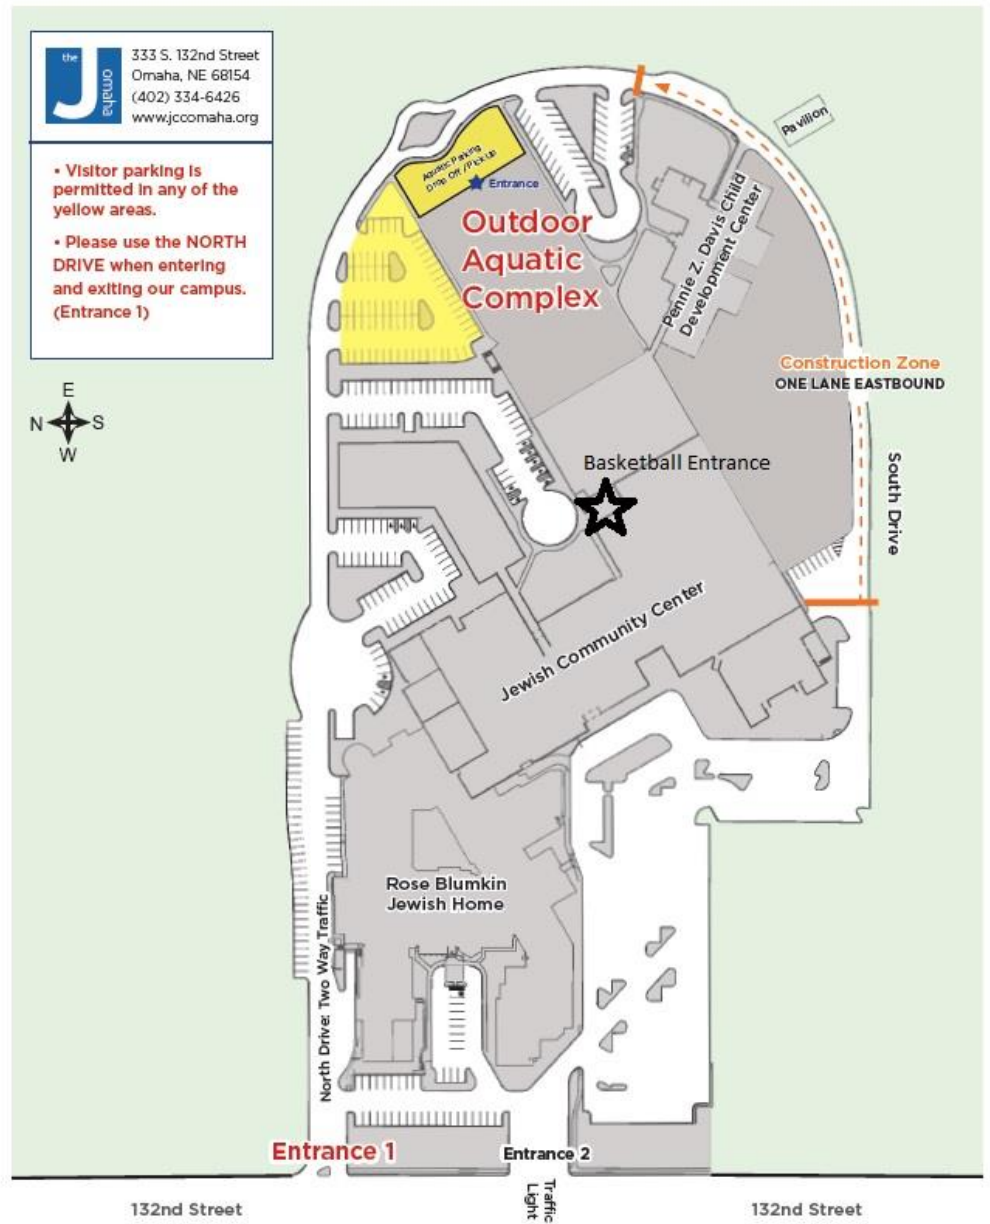 the
J
omaha
333 S. 132nd Street
Omaha, NE 68154
(402) 334-6426
www.jccomaha.org
• Visitor parking is
permitted in any of the
yellow areas.
• Please use the NORTH
DRIVE when entering
and exiting our campus.
(Entrance 1)
E
N S
W
Aquatic Parking
Drop Off / Pick Up
Entrance
Outdoor
Aquatic
Complex
Pavilion
Pennie Z. Davis Child
Development Center
Construction Zone
ONE LANE EASTBOUND
South Drive
Basketball Entrance
Jewish Community Center
Rose Blumkin
Jewish Home
North Drive: Two Way Traffic
Entrance 1
Entrance 2
Traffic
Light
132nd Street
132nd Street